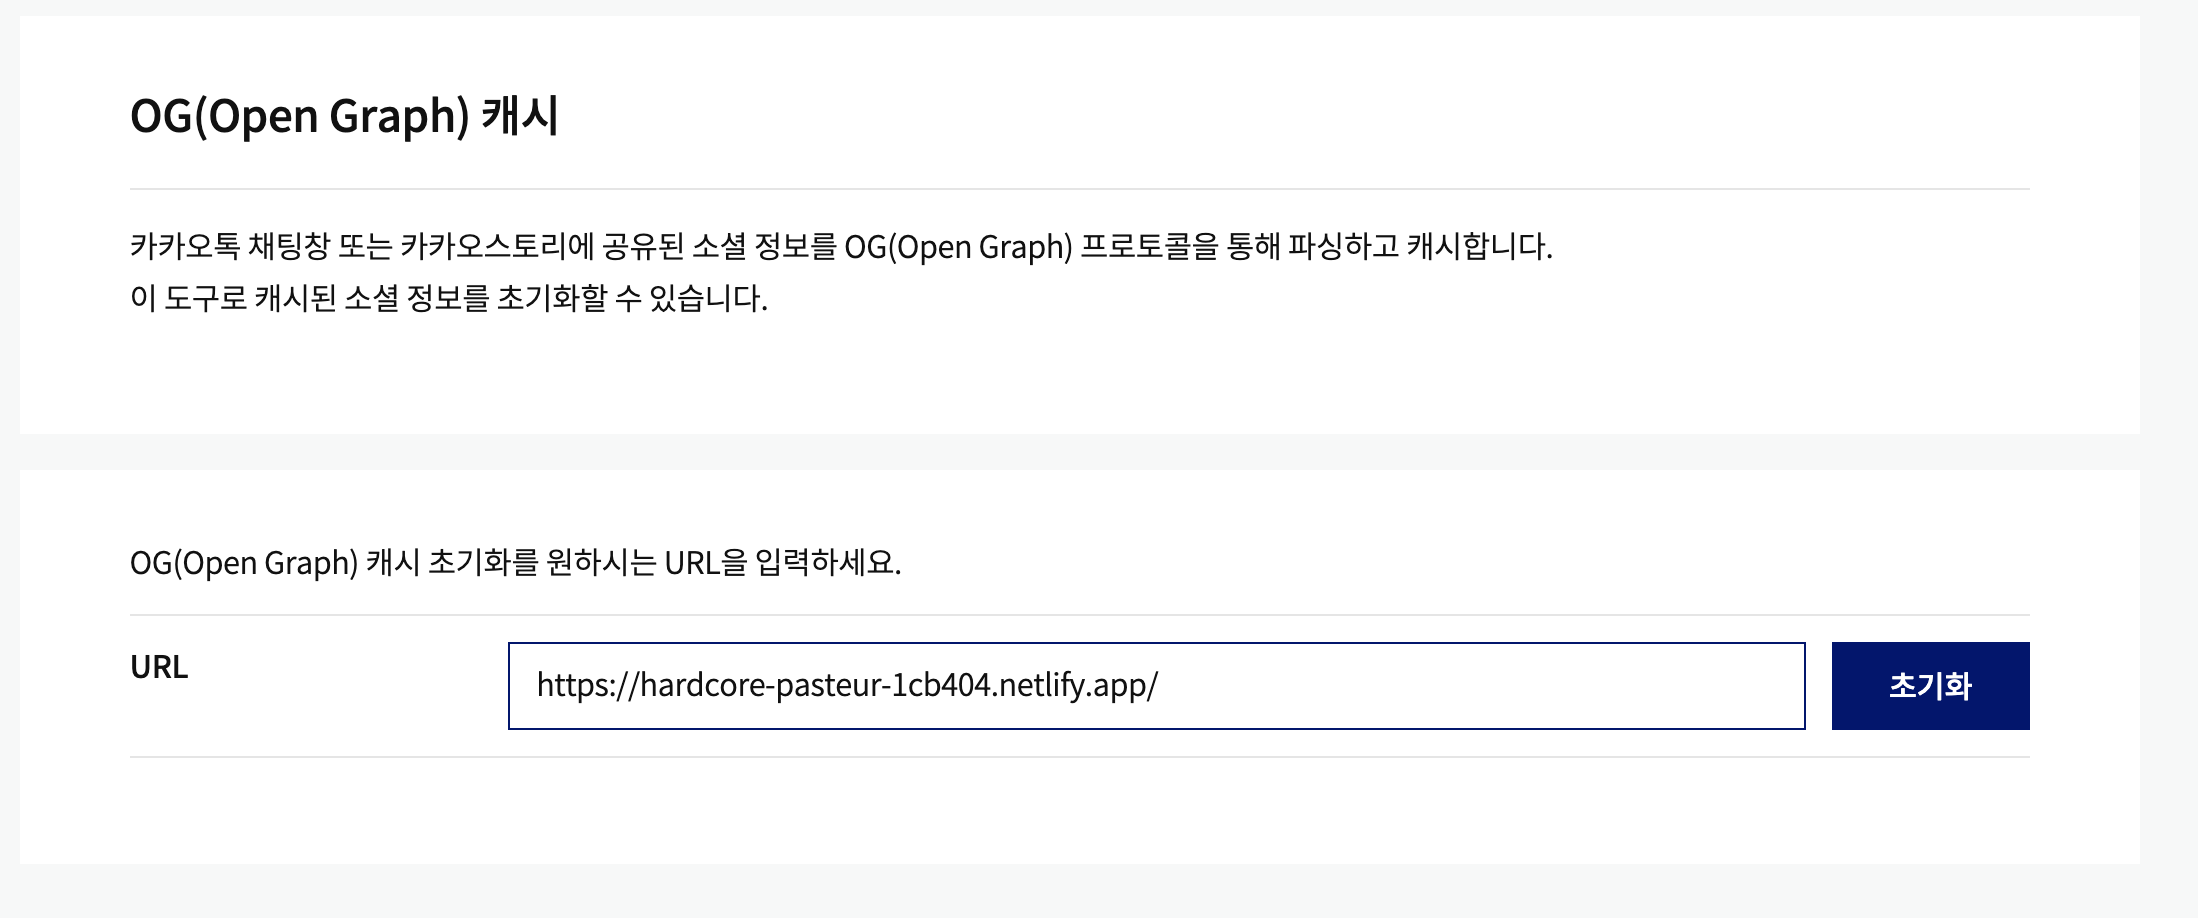 OG(Open Graph) 캐시
카카오톡 채팅창 또는 카카오스토리에 공유된 소셜 정보를 OG(Open Graph) 프로토콜을 통해 파싱하고 캐시합니다.
이 도구로 캐시된 소셜 정보를 초기화할 수 있습니다.
OG(Open Graph) 캐시 초기화를 원하시는 URL을 입력하세요.
URL
https://hardcore-pasteur-1cb404.netlify.app/
초기화